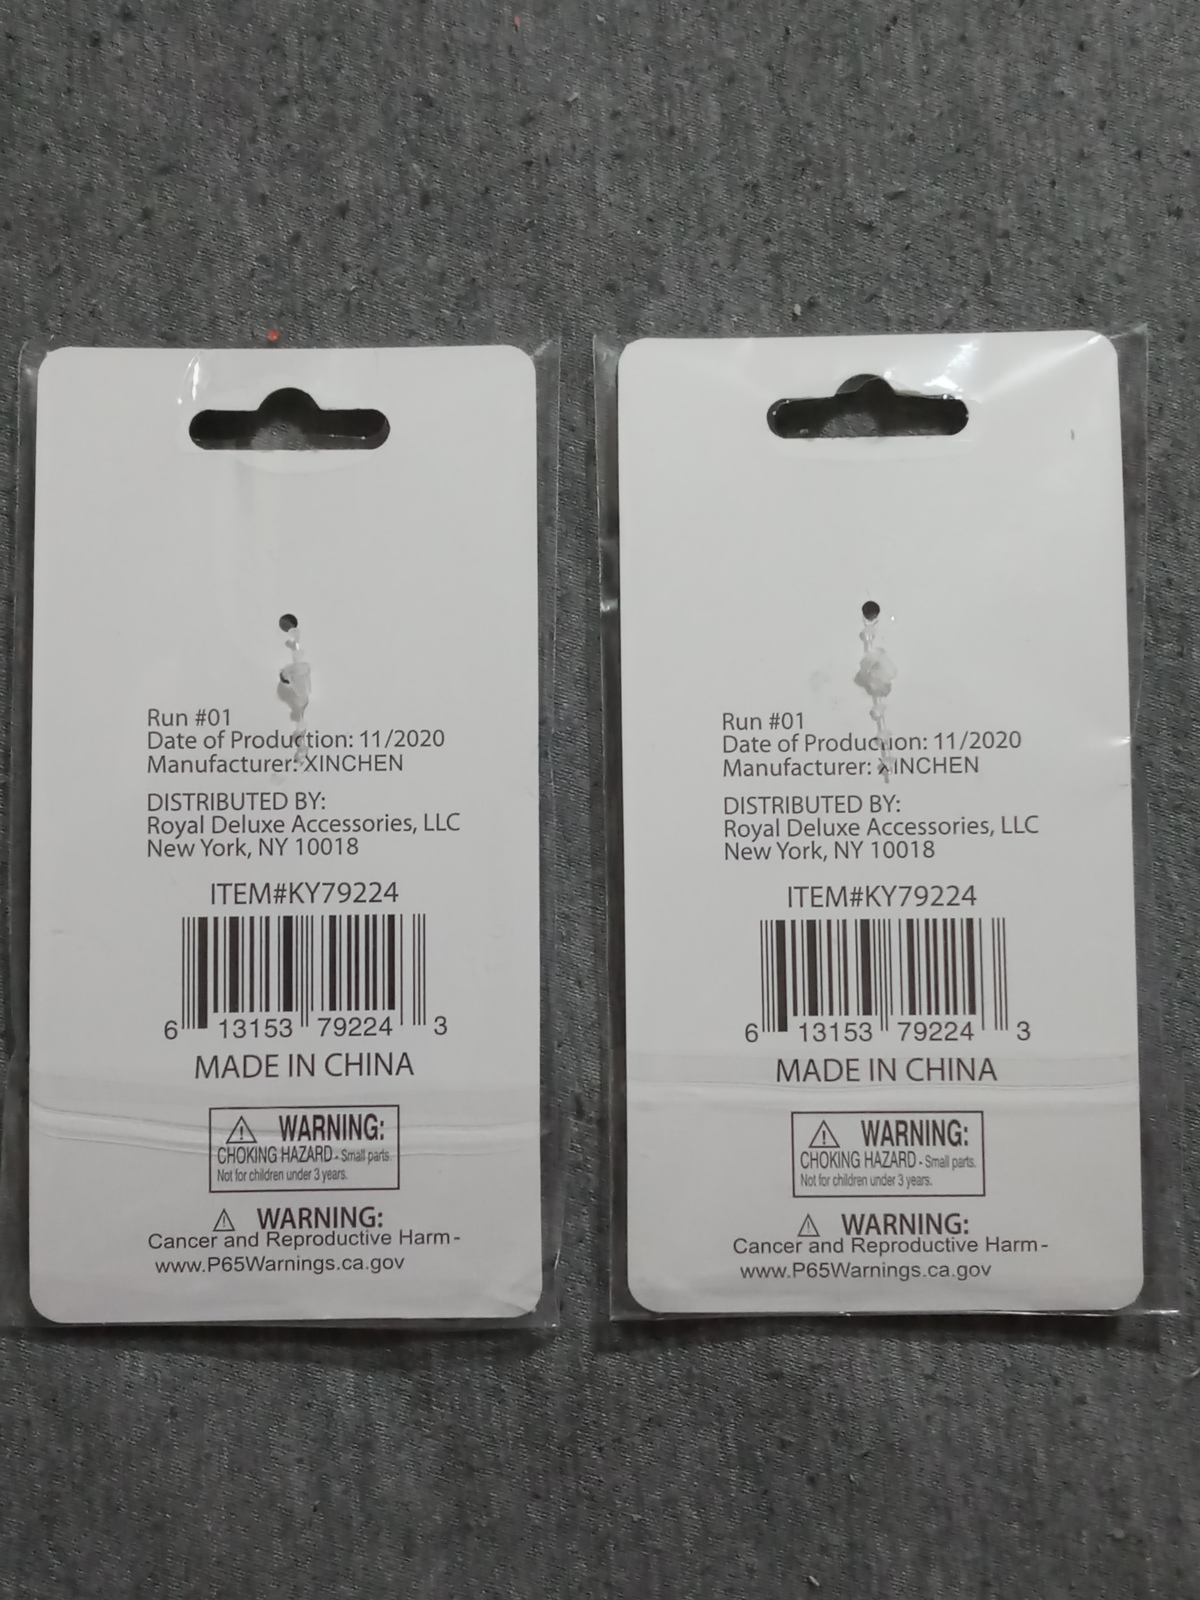 Run #01
Date of Production: 11/2020
Manufacturer: XINCHEN
DISTRIBUTED BY:
Royal Deluxe Accessories, LLC
New York, NY 10018
ITEM#KY79224
6 13153 79224 3
MADE IN CHINA
⚠ WARNING:
CHOKING HAZARD - Small parts.
Not for children under 3 years.
⚠ WARNING:
Cancer and Reproductive Harm -
www.P65Warnings.ca.gov
Run #01
Date of Production: 11/2020
Manufacturer: XINCHEN
DISTRIBUTED BY:
Royal Deluxe Accessories, LLC
New York, NY 10018
ITEM#KY79224
6 13153 79224 3
MADE IN CHINA
⚠ WARNING:
CHOKING HAZARD - Small parts.
Not for children under 3 years.
⚠ WARNING:
Cancer and Reproductive Harm -
www.P65Warnings.ca.gov